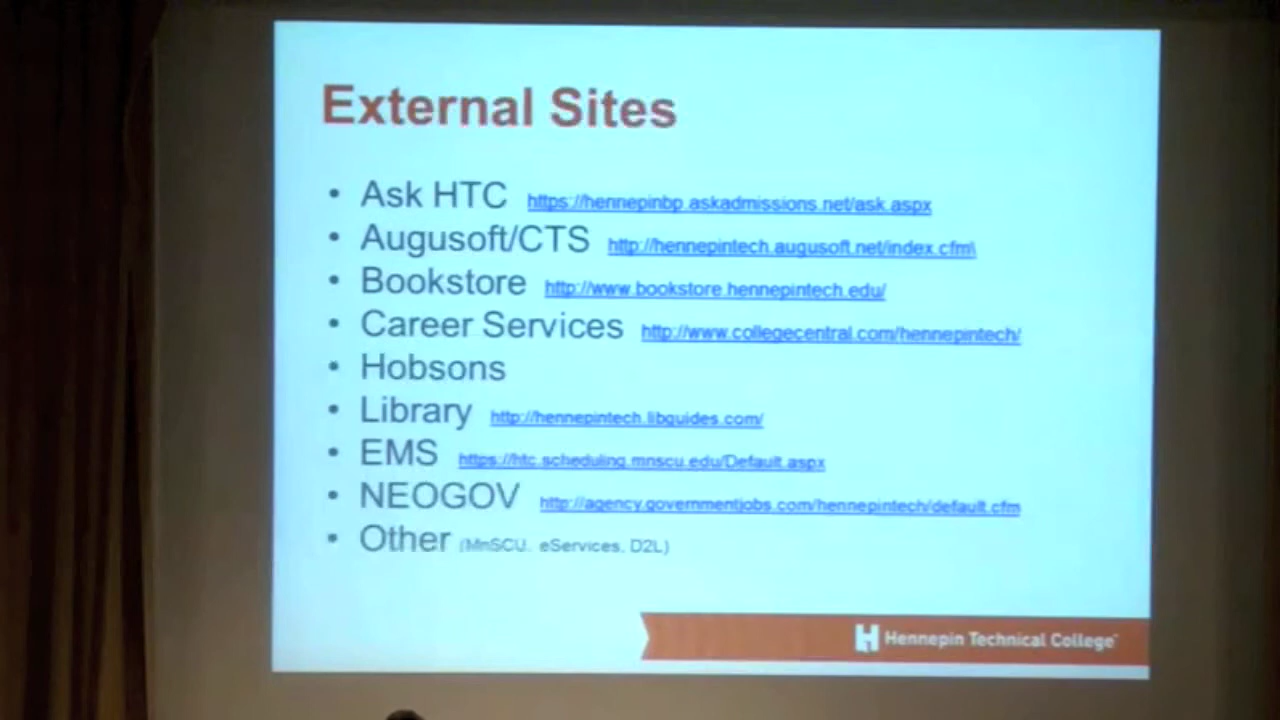 External Sites
• Ask HTC https://hennepinbp.askadmissions.net/ask.aspx
• Augusoft/CTS http://hennepintech.augusoft.net/index.cfm\
• Bookstore http://www.bookstore.hennepintech.edu/
• Career Services http://www.collegecentral.com/hennepintech/
• Hobsons
• Library http://hennepintech.libguides.com/
• EMS https://htc.scheduling.mnscu.edu/Default.aspx
• NEOGOV http://agency.governmentjobs.com/hennepintech/default.cfm
• Other (MnSCU, eServices, D2L)
Hennepin Technical College